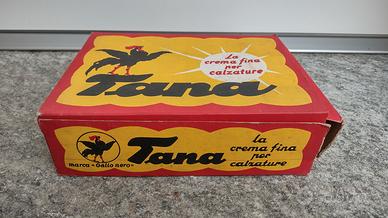 La
crema fina
per
calzature
Tana
marca "Gallo nero"
Tana
la
crema fina
per
calzature